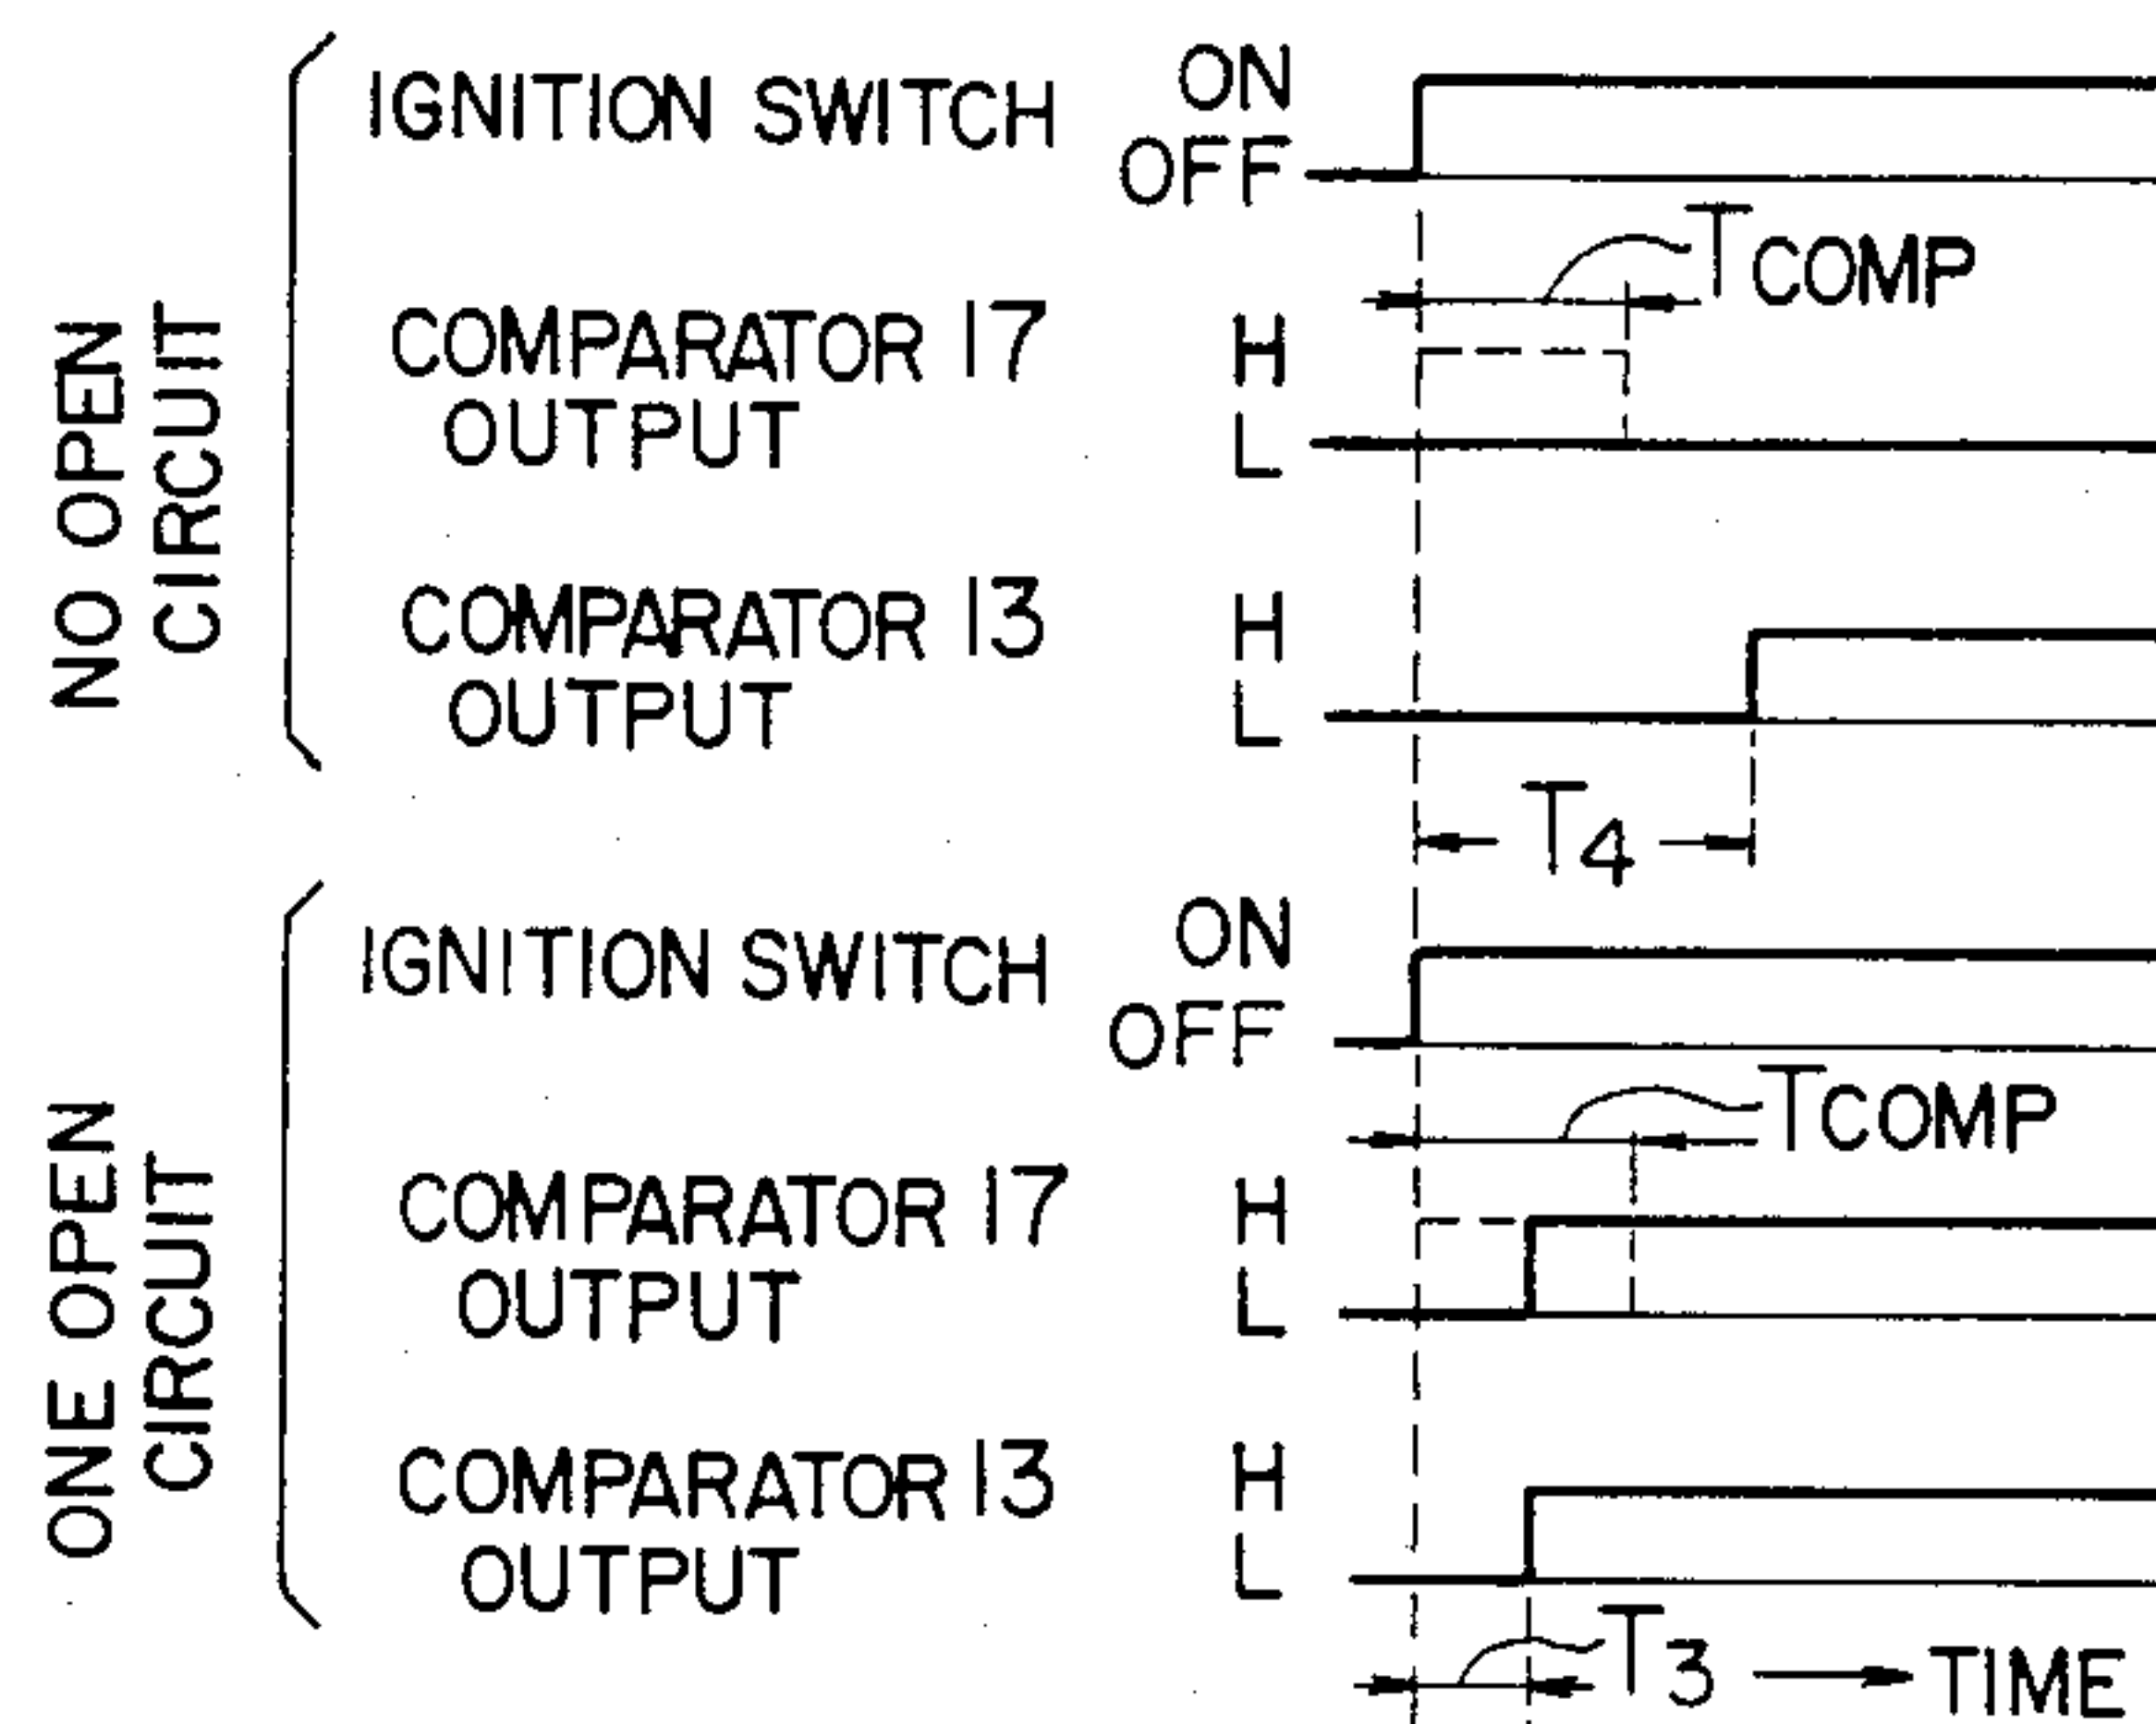 NO OPEN
CIRCUIT
IGNITION SWITCH
ON
OFF
TCOMP
COMPARATOR 17
OUTPUT
H
L
COMPARATOR 13
OUTPUT
H
L
T4
ONE OPEN
CIRCUIT
IGNITION SWITCH
ON
OFF
TCOMP
COMPARATOR 17
OUTPUT
H
L
COMPARATOR 13
OUTPUT
H
L
T3
TIME